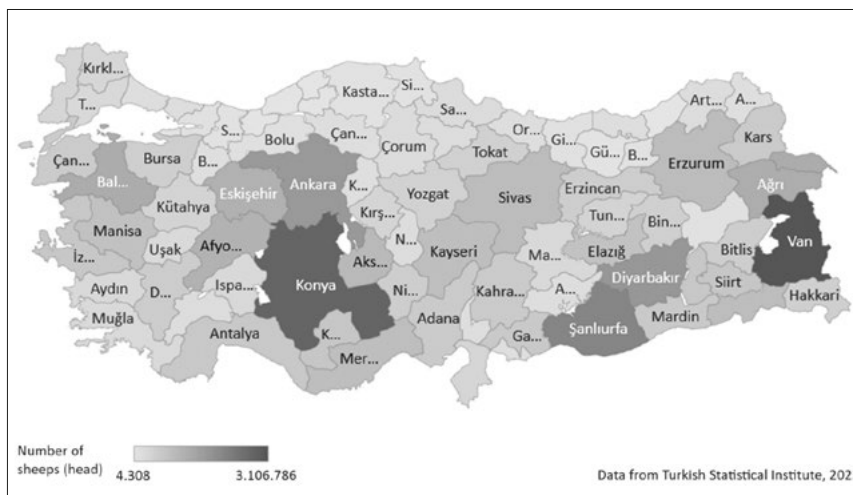 Kırkl...
T...
Kasta...
Si...
Sa...
Art...
A...
S...
Bolu
Çan...
Or...
Gi...
Gü...
B...
Kars
Çan...
Bursa
B...
Çorum
Tokat
Erzurum
Bal...
Eskişehir
Ankara
K...
Yozgat
Sivas
Erzincan
Ağrı
Kütahya
Kırş...
Tun...
Bin...
Manisa
Uşak
Afyo...
N...
Kayseri
Ma...
Elazığ
Bitlis
Van
İz...
Aks...
Diyarbakır
Aydın
D...
Ispa...
Konya
Ni...
Kahra...
A...
Siirt
Hakkari
Muğla
Antalya
K...
Adana
Ga...
Şanlıurfa
Mardin
Mer...
Number of
sheeps (head)
4.308
3.106.786
Data from Turkish Statistical Institute, 202